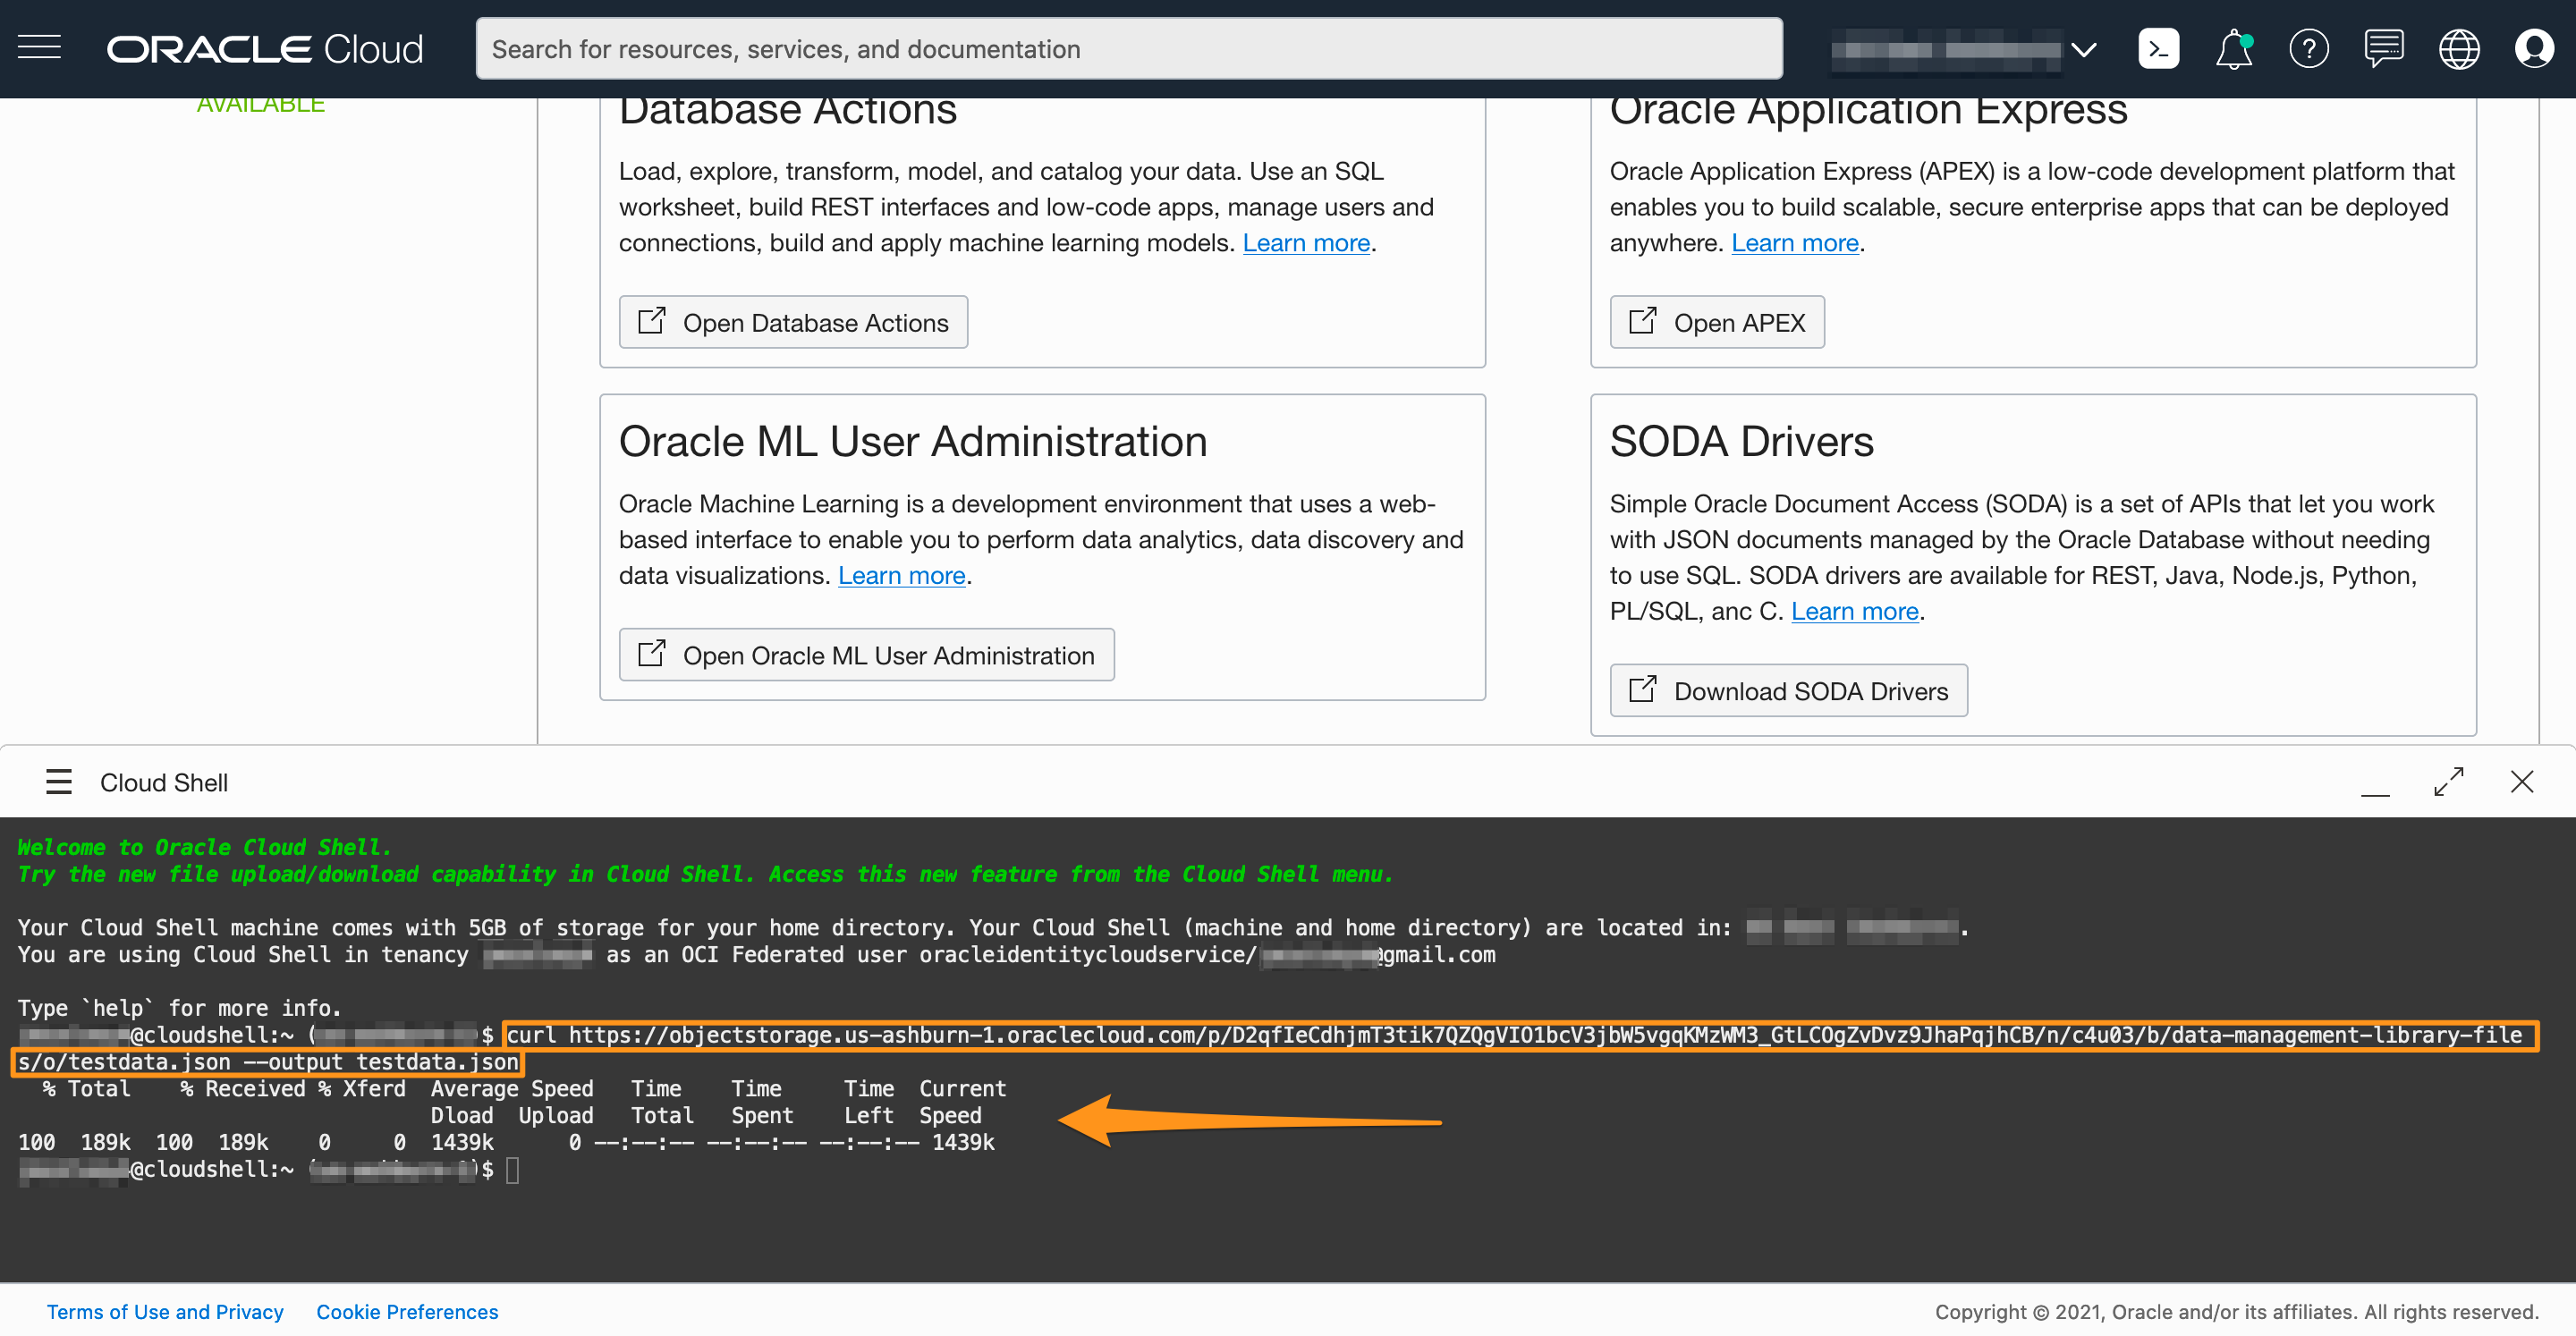 ORACLE Cloud
Search for resources, services, and documentation
AVAILABLE
Database Actions
Load, explore, transform, model, and catalog your data. Use an SQL
worksheet, build REST interfaces and low-code apps, manage users and
connections, build and apply machine learning models. Learn more.
Open Database Actions
Oracle Application Express
Oracle Application Express (APEX) is a low-code development platform that
enables you to build scalable, secure enterprise apps that can be deployed
anywhere. Learn more.
Open APEX
Oracle ML User Administration
Oracle Machine Learning is a development environment that uses a web-
based interface to enable you to perform data analytics, data discovery and
data visualizations. Learn more.
Open Oracle ML User Administration
SODA Drivers
Simple Oracle Document Access (SODA) is a set of APIs that let you work
with JSON documents managed by the Oracle Database without needing
to use SQL. SODA drivers are available for REST, Java, Node.js, Python,
PL/SQL, anc C. Learn more.
Download SODA Drivers
Cloud Shell
Welcome to Oracle Cloud Shell.
Try the new file upload/download capability in Cloud Shell. Access this new feature from the Cloud Shell menu.
Your Cloud Shell machine comes with 5GB of storage for your home directory. Your Cloud Shell (machine and home directory) are located in: .
You are using Cloud Shell in tenancy as an OCI Federated user oracleidentitycloudservice/ @gmail.com
Type `help` for more info.
@cloudshell:~ ( $ curl https://objectstorage.us-ashburn-1.oraclecloud.com/p/D2qfIeCdhjmT3tik7QZQgVIO1bcV3jbW5vgqKMzWM3_GtLCOgZvDvz9JhaPqjhCB/n/c4u03/b/data-management-library-file
s/o/testdata.json --output testdata.json
% Total % Received % Xferd Average Speed Time Time Time Current
Dload Upload Total Spent Left Speed
100 189k 100 189k 0 0 1439k 0 --:--:-- --:--:-- --:--:-- 1439k
@cloudshell:~ ( )$
Terms of Use and Privacy Cookie Preferences
Copyright © 2021, Oracle and/or its affiliates. All rights reserved.